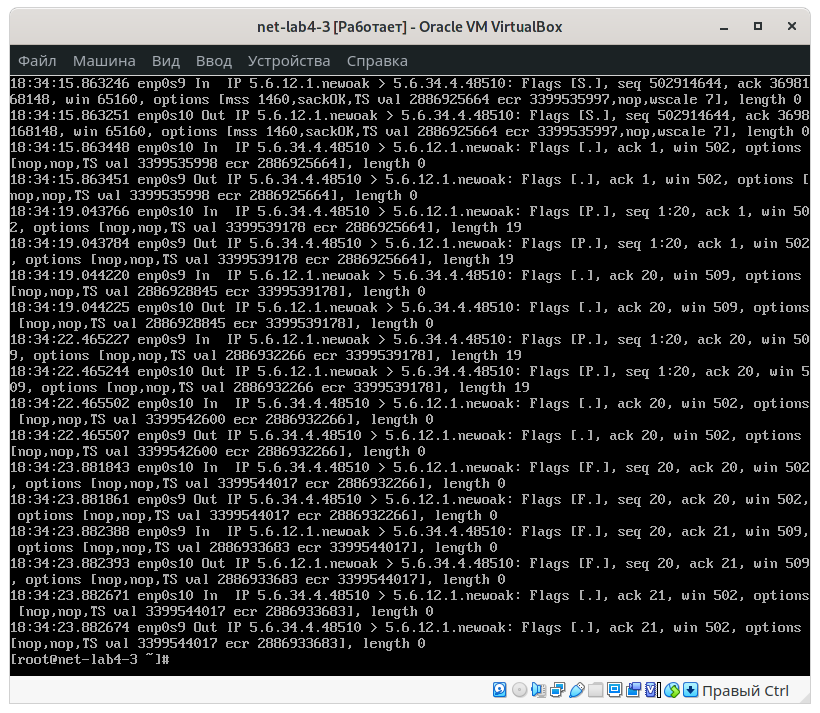 net-lab4-3 [Работает] - Oracle VM VirtualBox
Файл Машина Вид Ввод Устройства Справка
18:34:15.863246 enp0s9 In  IP 5.6.12.1.newoak > 5.6.34.4.48510: Flags [S.], seq 502914644, ack 36981
68148, win 65160, options [mss 1460,sackOK,TS val 2886925664 ecr 3399535997,nop,wscale 7], length 0
18:34:15.863251 enp0s10 Out IP 5.6.12.1.newoak > 5.6.34.4.48510: Flags [S.], seq 502914644, ack 3698
168148, win 65160, options [mss 1460,sackOK,TS val 2886925664 ecr 3399535997,nop,wscale 7], length 0
18:34:15.863448 enp0s10 In  IP 5.6.34.4.48510 > 5.6.12.1.newoak: Flags [.], ack 1, win 502, options
[nop,nop,TS val 3399535998 ecr 2886925664], length 0
18:34:15.863451 enp0s9 Out IP 5.6.34.4.48510 > 5.6.12.1.newoak: Flags [.], ack 1, win 502, options [
nop,nop,TS val 3399535998 ecr 2886925664], length 0
18:34:19.043766 enp0s10 In  IP 5.6.34.4.48510 > 5.6.12.1.newoak: Flags [P.], seq 1:20, ack 1, win 50
2, options [nop,nop,TS val 3399539178 ecr 2886925664], length 19
18:34:19.043784 enp0s9 Out IP 5.6.34.4.48510 > 5.6.12.1.newoak: Flags [P.], seq 1:20, ack 1, win 502
, options [nop,nop,TS val 3399539178 ecr 2886925664], length 19
18:34:19.044220 enp0s9 In  IP 5.6.12.1.newoak > 5.6.34.4.48510: Flags [.], ack 20, win 509, options
[nop,nop,TS val 2886928845 ecr 3399539178], length 0
18:34:19.044225 enp0s10 Out IP 5.6.12.1.newoak > 5.6.34.4.48510: Flags [.], ack 20, win 509, options
 [nop,nop,TS val 2886928845 ecr 3399539178], length 0
18:34:22.465227 enp0s9 In  IP 5.6.12.1.newoak > 5.6.34.4.48510: Flags [P.], seq 1:20, ack 20, win 50
9, options [nop,nop,TS val 2886932266 ecr 3399539178], length 19
18:34:22.465244 enp0s10 Out IP 5.6.12.1.newoak > 5.6.34.4.48510: Flags [P.], seq 1:20, ack 20, win 5
09, options [nop,nop,TS val 2886932266 ecr 3399539178], length 19
18:34:22.465502 enp0s10 In  IP 5.6.34.4.48510 > 5.6.12.1.newoak: Flags [.], ack 20, win 502, options
 [nop,nop,TS val 3399542600 ecr 2886932266], length 0
18:34:22.465507 enp0s9 Out IP 5.6.34.4.48510 > 5.6.12.1.newoak: Flags [.], ack 20, win 502, options
[nop,nop,TS val 3399542600 ecr 2886932266], length 0
18:34:23.881843 enp0s10 In  IP 5.6.34.4.48510 > 5.6.12.1.newoak: Flags [F.], seq 20, ack 20, win 502
, options [nop,nop,TS val 3399544017 ecr 2886932266], length 0
18:34:23.881861 enp0s9 Out IP 5.6.34.4.48510 > 5.6.12.1.newoak: Flags [F.], seq 20, ack 20, win 502,
 options [nop,nop,TS val 3399544017 ecr 2886932266], length 0
18:34:23.882388 enp0s9 In  IP 5.6.12.1.newoak > 5.6.34.4.48510: Flags [F.], seq 20, ack 21, win 509,
 options [nop,nop,TS val 2886933683 ecr 3399544017], length 0
18:34:23.882393 enp0s10 Out IP 5.6.12.1.newoak > 5.6.34.4.48510: Flags [F.], seq 20, ack 21, win 509
, options [nop,nop,TS val 2886933683 ecr 3399544017], length 0
18:34:23.882671 enp0s10 In  IP 5.6.34.4.48510 > 5.6.12.1.newoak: Flags [.], ack 21, win 502, options
 [nop,nop,TS val 3399544017 ecr 2886933683], length 0
18:34:23.882674 enp0s9 Out IP 5.6.34.4.48510 > 5.6.12.1.newoak: Flags [.], ack 21, win 502, options
[nop,nop,TS val 3399544017 ecr 2886933683], length 0
[root@net-lab4-3 ~]#
Правый Ctrl